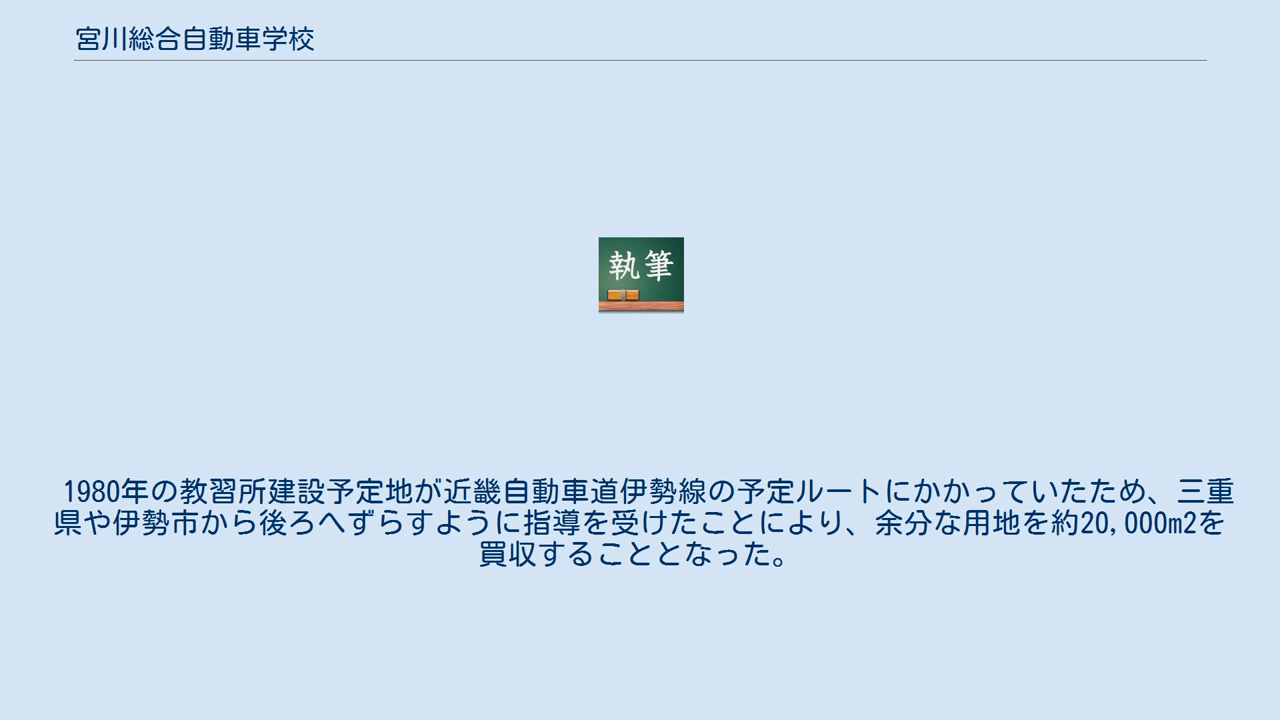 宮川総合自動車学校
執筆
1980年の教習所建設予定地が近畿自動車道伊勢線の予定ルートにかかっていたため、三重
県や伊勢市から後ろへずらすように指導を受けたことにより、余分な用地を約20,000m2を
買収することとなった。